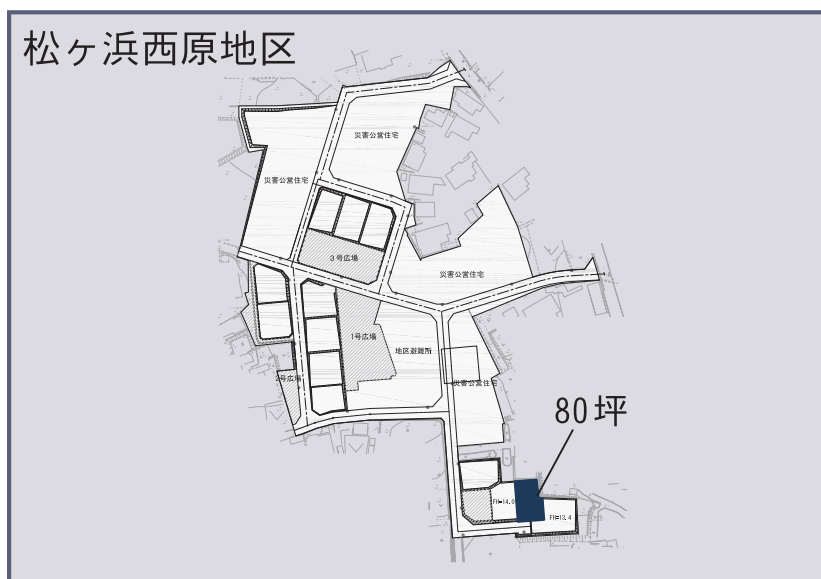 松ヶ浜西原地区
災害公営住宅
災害公営住宅
3号広場
災害公営住宅
1号広場
地区避難所
2号広場
災害公営住宅
80坪
FH=14.0
FH=13.4